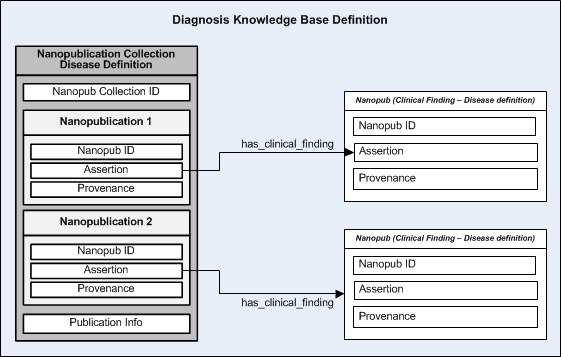 Diagnosis Knowledge Base Definition
Nanopublication Collection
Disease Definition
Nanopub Collection ID
Nanopublication 1
Nanopub ID
Assertion
Provenance
Nanopublication 2
Nanopub ID
Assertion
Provenance
Publication Info
has_clinical_finding
has_clinical_finding
Nanopub (Clinical Finding – Disease definition)
Nanopub ID
Assertion
Provenance
Nanopub (Clinical Finding – Disease definition)
Nanopub ID
Assertion
Provenance